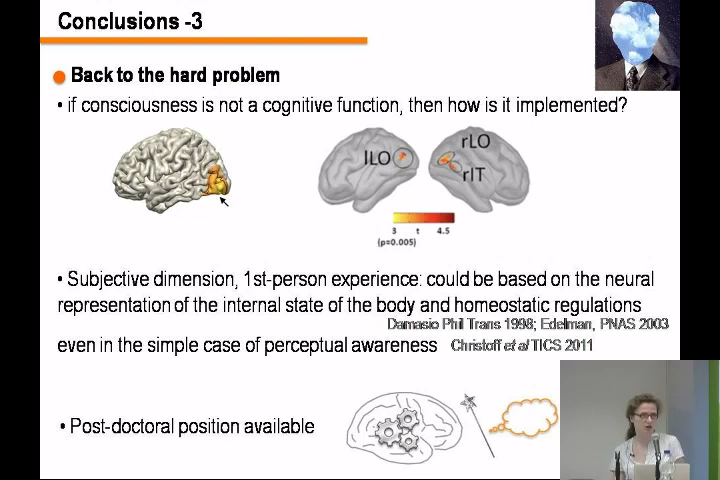 Conclusions -3
Back to the hard problem
• if consciousness is not a cognitive function, then how is it implemented?
lLO
rLO
rIT
3 t 4.5
(p=0.005)
• Subjective dimension, 1st-person experience: could be based on the neural
representation of the internal state of the body and homeostatic regulations
Damasio Phil Trans 1998; Edelman, PNAS 2003
even in the simple case of perceptual awareness Christoff et al TICS 2011
• Post-doctoral position available